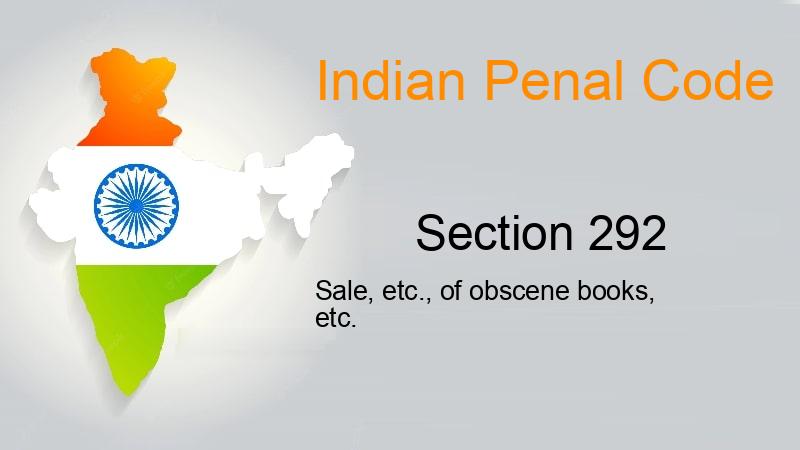 Indian Penal Code
Section 292
Sale, etc., of obscene books,
etc.